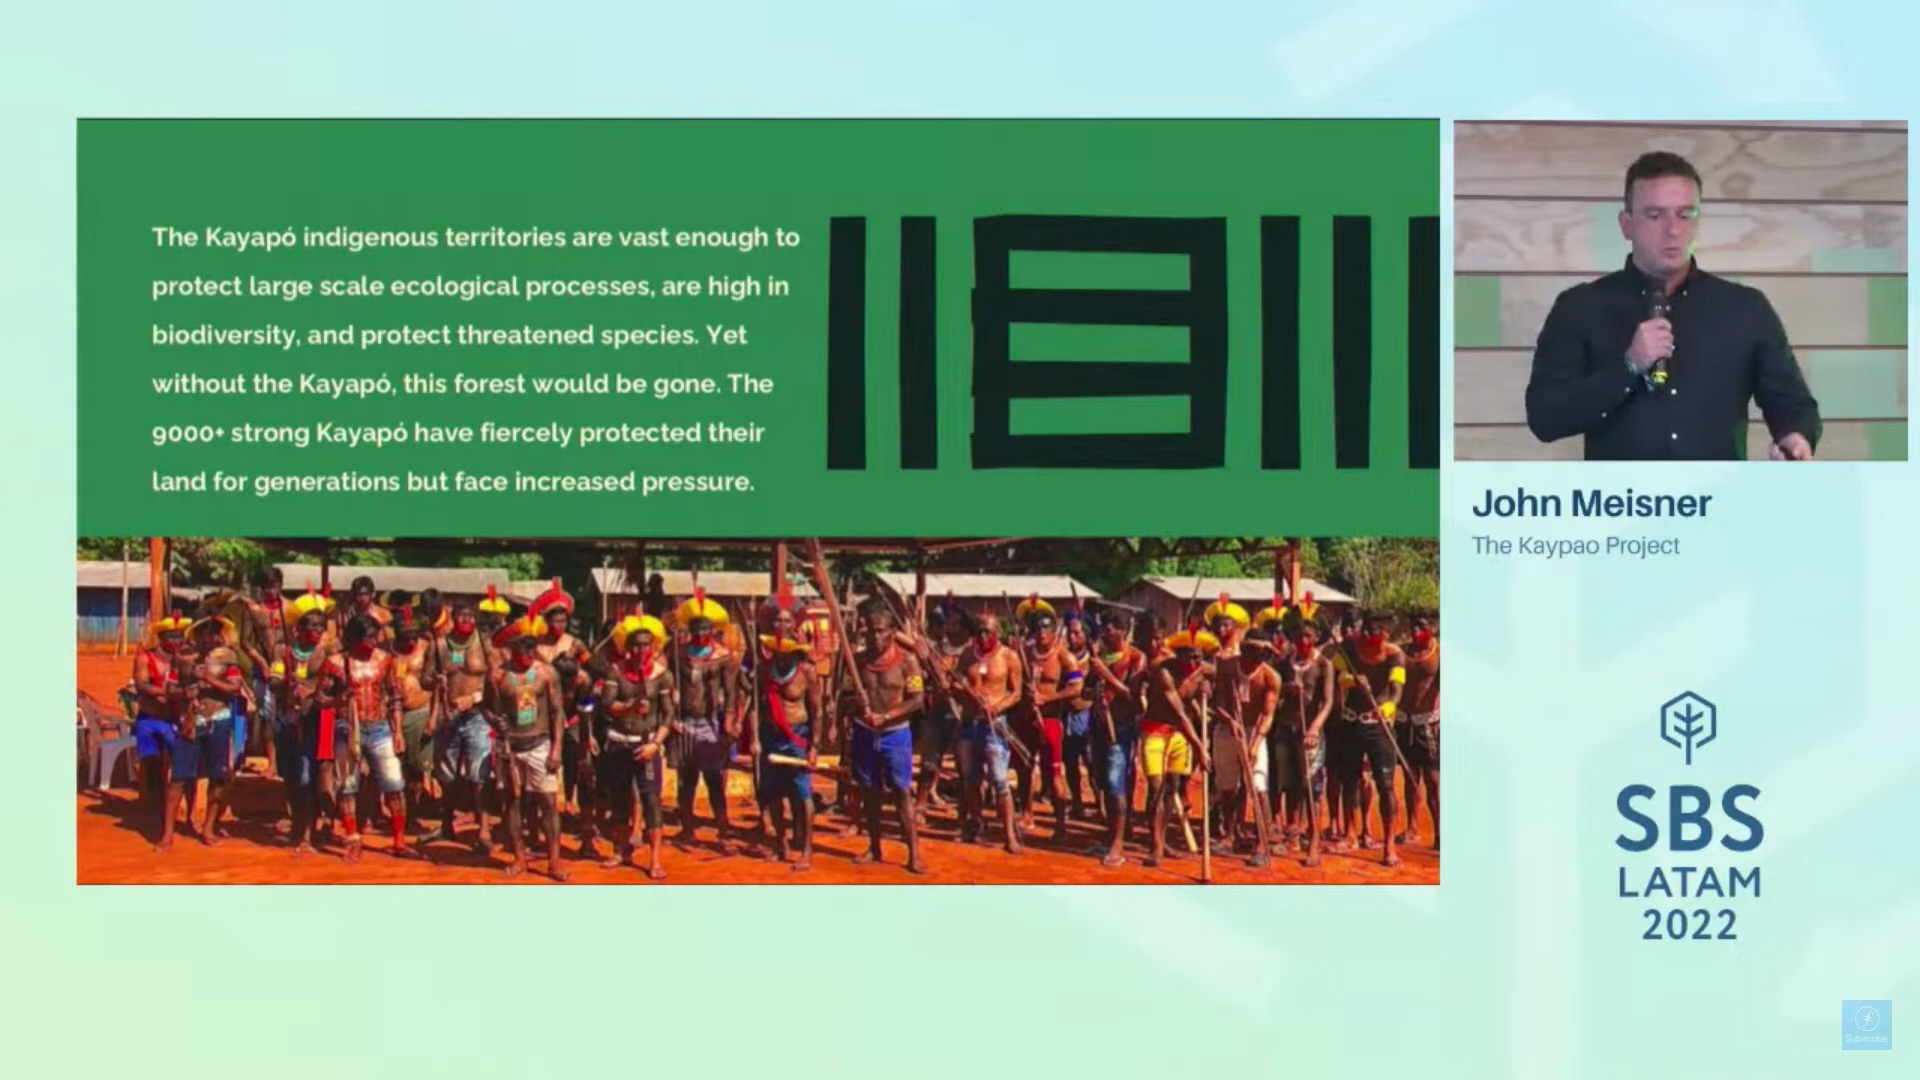 The Kayapó indigenous territories are vast enough to
protect large scale ecological processes, are high in
biodiversity, and protect threatened species. Yet
without the Kayapó, this forest would be gone. The
9000+ strong Kayapó have fiercely protected their
land for generations but face increased pressure.
John Meisner
The Kaypao Project
SBS
LATAM
2022
Subscribe